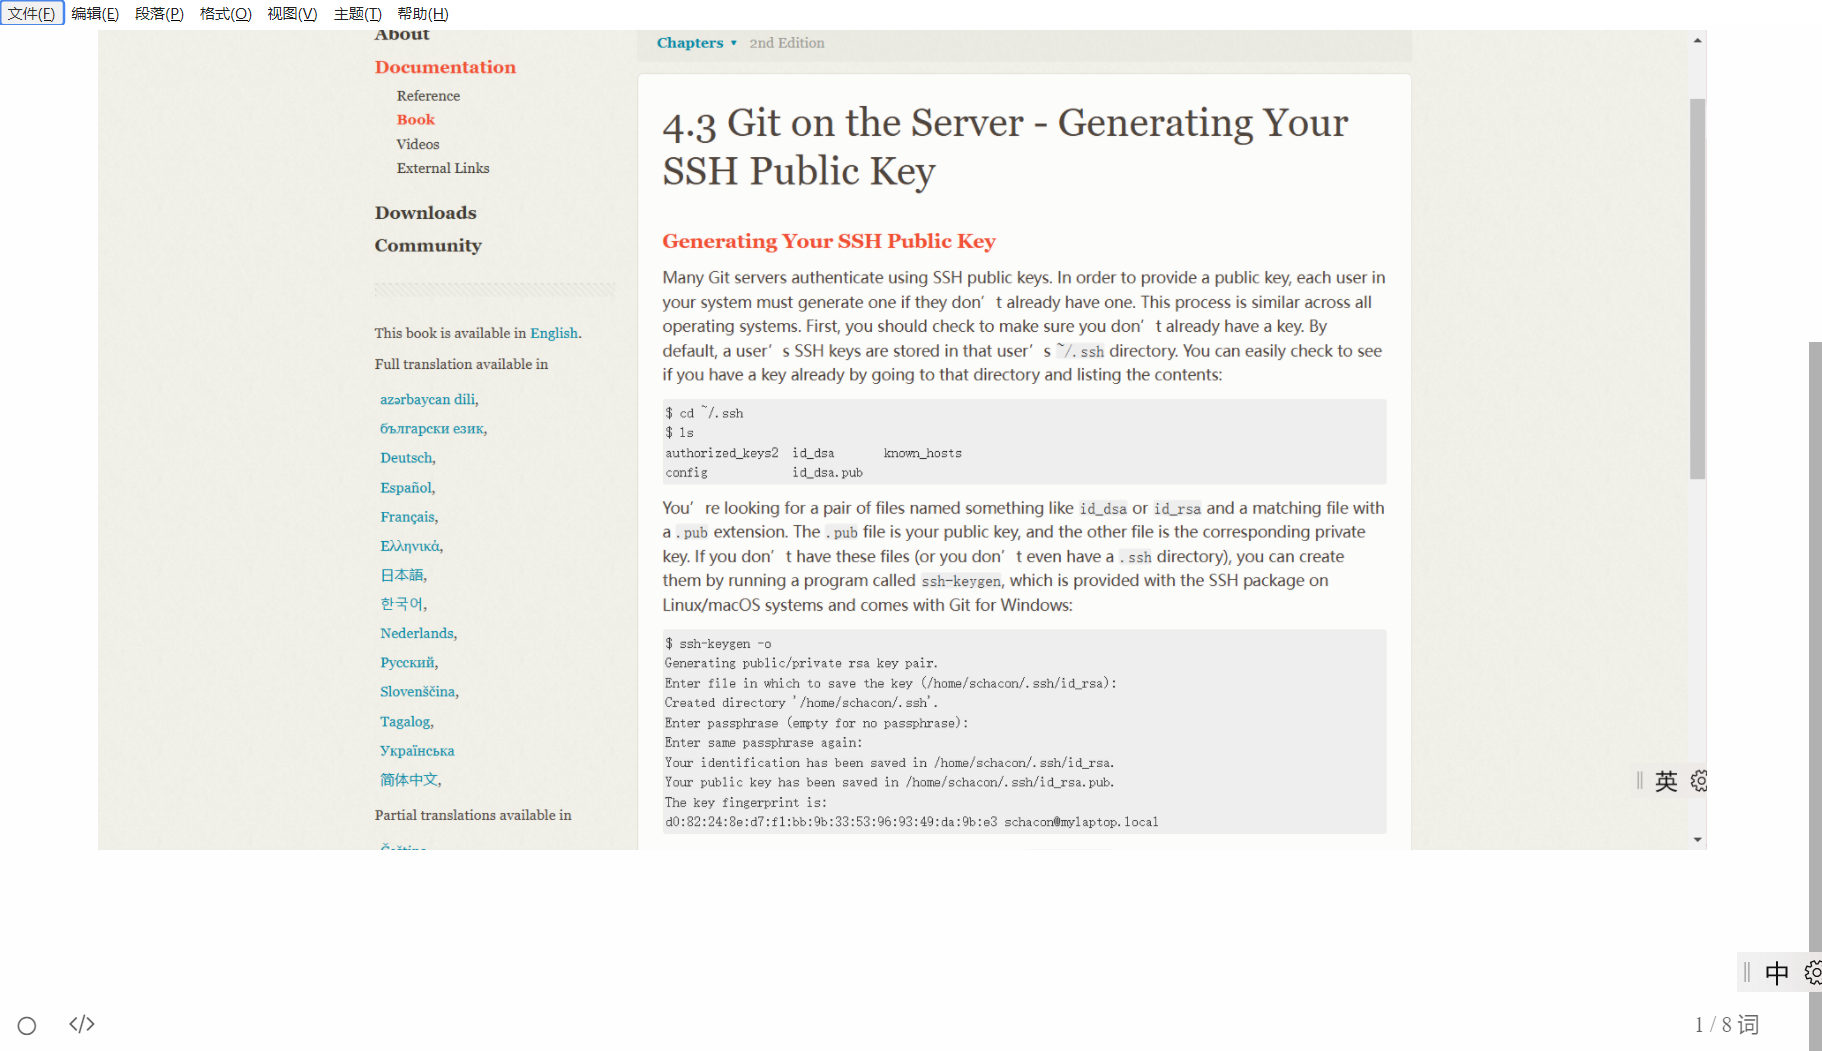 文件(F) 编辑(E) 段落(P) 格式(O) 视图(V) 主题(T) 帮助(H)
About
Documentation
Reference
Book
Videos
External Links
Downloads
Community
This book is available in English.
Full translation available in
azərbaycan dili,
български език,
Deutsch,
Español,
Français,
Ελληνικά,
日本語,
한국어,
Nederlands,
Русский,
Slovenščina,
Tagalog,
Українська
简体中文,
Partial translations available in
Čeština
Chapters ▾ 2nd Edition
4.3 Git on the Server - Generating Your
SSH Public Key
Generating Your SSH Public Key
Many Git servers authenticate using SSH public keys. In order to provide a public key, each user in
your system must generate one if they don’t already have one. This process is similar across all
operating systems. First, you should check to make sure you don’t already have a key. By
default, a user’s SSH keys are stored in that user’s ~/.ssh directory. You can easily check to see
if you have a key already by going to that directory and listing the contents:
$ cd ~/.ssh
$ ls
authorized_keys2 id_dsa known_hosts
config id_dsa.pub
You’re looking for a pair of files named something like id_dsa or id_rsa and a matching file with
a .pub extension. The .pub file is your public key, and the other file is the corresponding private
key. If you don’t have these files (or you don’t even have a .ssh directory), you can create
them by running a program called ssh-keygen, which is provided with the SSH package on
Linux/macOS systems and comes with Git for Windows:
$ ssh-keygen -o
Generating public/private rsa key pair.
Enter file in which to save the key (/home/schacon/.ssh/id_rsa):
Created directory '/home/schacon/.ssh'.
Enter passphrase (empty for no passphrase):
Enter same passphrase again:
Your identification has been saved in /home/schacon/.ssh/id_rsa.
Your public key has been saved in /home/schacon/.ssh/id_rsa.pub.
The key fingerprint is:
d0:82:24:8e:d7:f1:bb:9b:33:53:96:93:49:da:9b:e3 schacon@mylaptop.local
英
中
</>
1 / 8 词